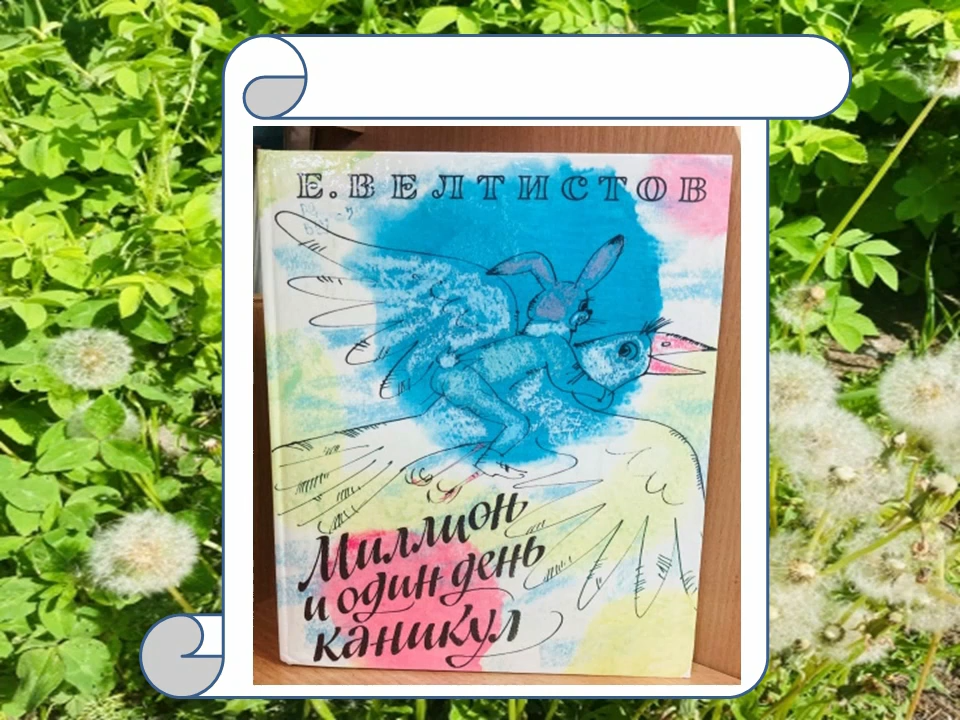 Е. ВЕЛТИСТОВ
Миллион
и один день
каникул